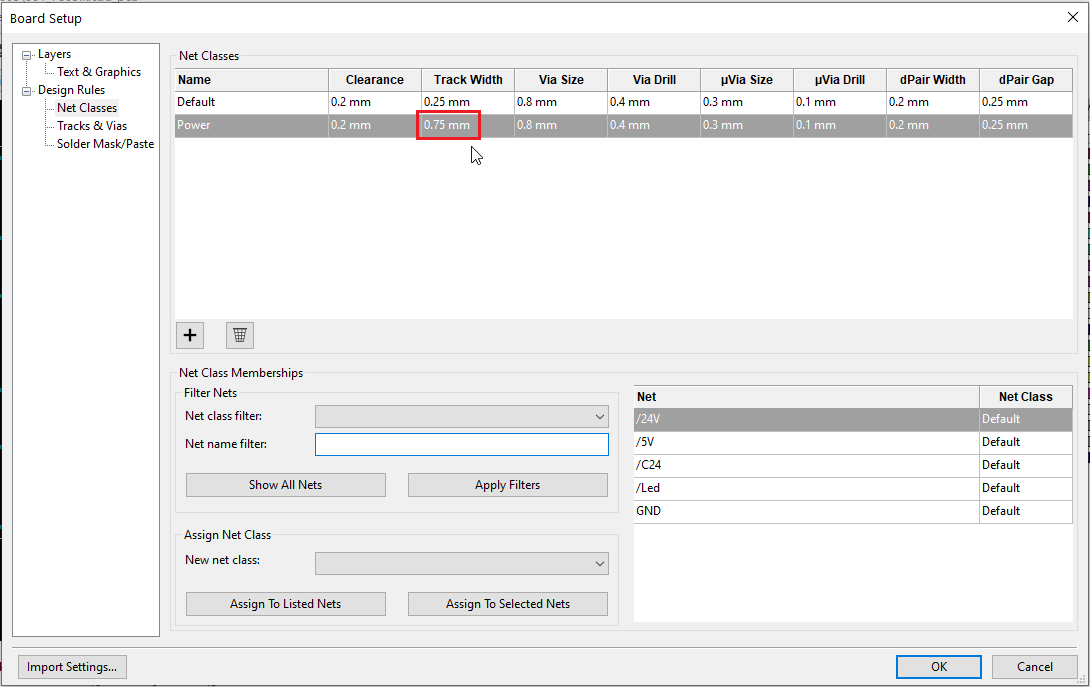 Board Setup
Layers
Text & Graphics
Design Rules
Net Classes
Tracks & Vias
Solder Mask/Paste
Net Classes
Name Clearance Track Width Via Size Via Drill µVia Size µVia Drill dPair Width dPair Gap
Default 0.2 mm 0.25 mm 0.8 mm 0.4 mm 0.3 mm 0.1 mm 0.2 mm 0.25 mm
Power 0.2 mm 0.75 mm 0.8 mm 0.4 mm 0.3 mm 0.1 mm 0.2 mm 0.25 mm
Net Class Memberships
Filter Nets
Net class filter:
Net name filter:
Show All Nets Apply Filters
Assign Net Class
New net class:
Assign To Listed Nets Assign To Selected Nets
Net Net Class
/24V Default
/5V Default
/C24 Default
/Led Default
GND Default
Import Settings... OK Cancel